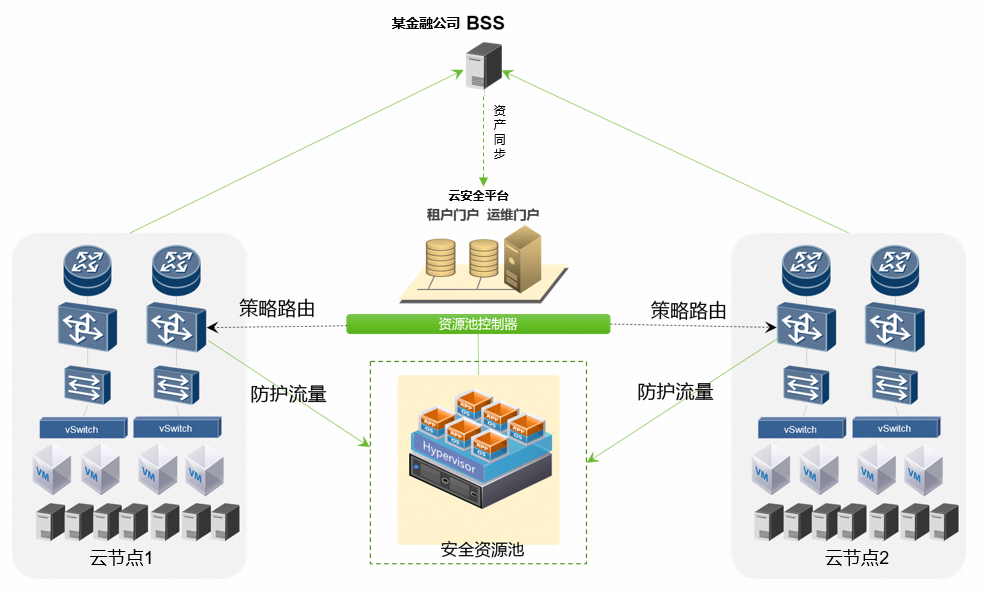 某金融公司 BSS
资产同步
云安全平台
租户门户 运维门户
策略路由
资源池控制器
策略路由
防护流量
防护流量
vSwitch
vSwitch
vSwitch
vSwitch
APP
OS
APP
OS
APP
OS
APP
OS
APP
OS
APP
OS
Hypervisor
VM
VM
VM
VM
VM
VM
VM
VM
安全资源池
云节点1
云节点2